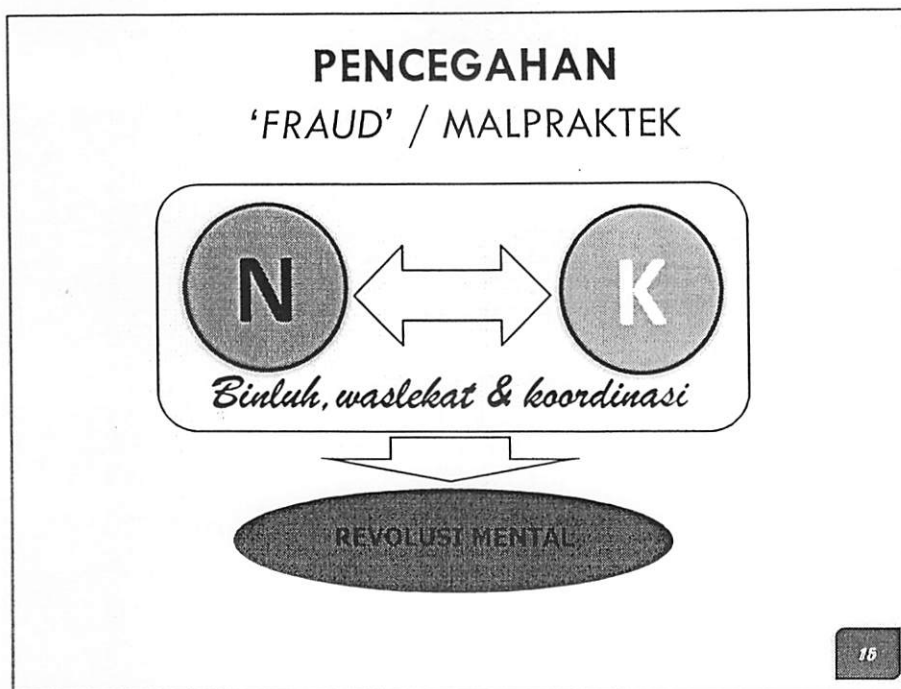 PENCEGAHAN
'FRAUD' / MALPRAKTEK
N K
Binluh, waslekat & koordinasi
REVOLUSI MENTAL
15